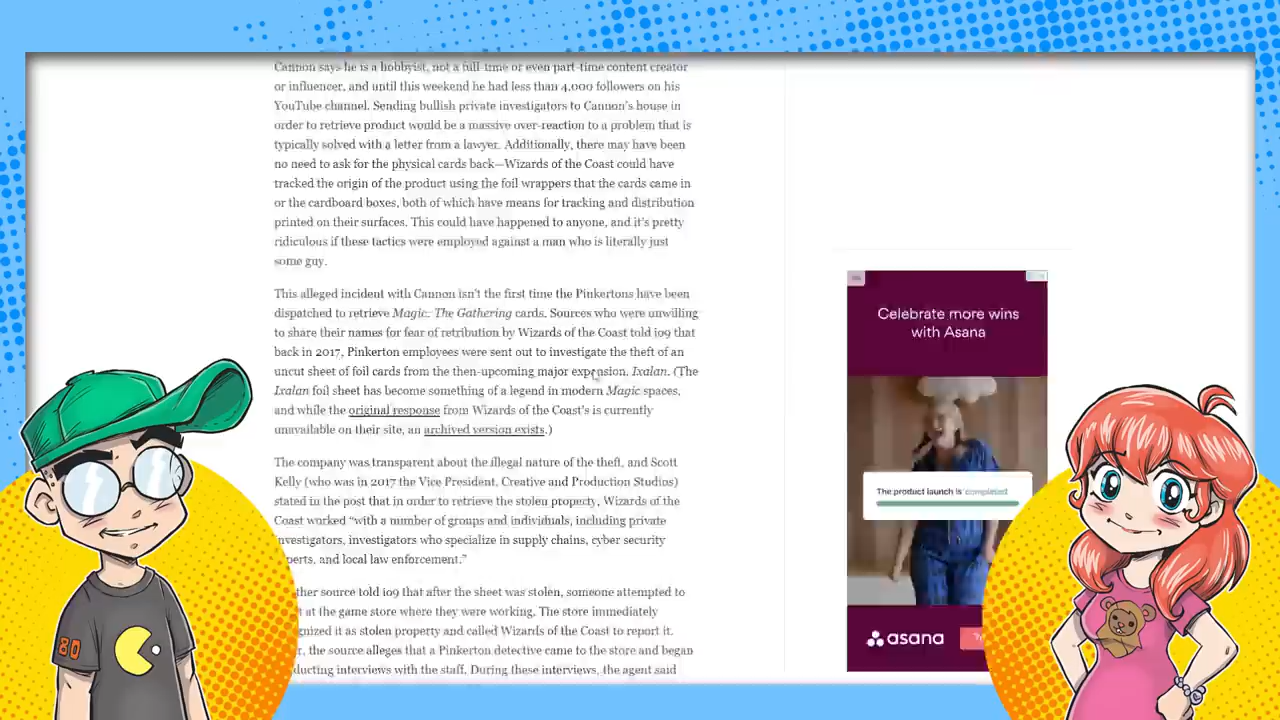 Cannon says he is a hobbyist, not a full-time or even part-time content creator
or influencer, and until this weekend he had less than 4,000 followers on his
YouTube channel. Sending bullish private investigators to Cannon's house in
order to retrieve product would be a massive over-reaction to a problem that is
typically solved with a letter from a lawyer. Additionally, there may have been
no need to ask for the physical cards back—Wizards of the Coast could have
tracked the origin of the product using the foil wrappers that the cards came in
or the cardboard boxes, both of which have means for tracking and distribution
printed on their surfaces. This could have happened to anyone, and it's pretty
ridiculous if these tactics were employed against a man who is literally just
some guy.
This alleged incident with Cannon isn't the first time the Pinkertons have been
dispatched to retrieve Magic: The Gathering cards. Sources who were unwilling
to share their names for fear of retribution by Wizards of the Coast told io9 that
back in 2017, Pinkerton employees were sent out to investigate the theft of an
uncut sheet of foil cards from the then-upcoming major expansion, Ixalan. (The
Ixalan foil sheet has become something of a legend in modern Magic spaces,
and while the original response from Wizards of the Coast's is currently
unavailable on their site, an archived version exists.)
The company was transparent about the illegal nature of the theft, and Scott
Kelly (who was in 2017 the Vice President, Creative and Production Studios)
stated in the post that in order to retrieve the stolen property, Wizards of the
Coast worked "with a number of groups and individuals, including private
nvestigators, investigators who specialize in supply chains, cyber security
perts, and local law enforcement."
ther source told io9 that after the sheet was stolen, someone attempted to
at the game store where they were working. The store immediately
gnized it as stolen property and called Wizards of the Coast to report it.
r, the source alleges that a Pinkerton detective came to the store and began
ducting interviews with the staff. During these interviews, the agent said
Celebrate more wins
with Asana
The product launch is completed
asana
80